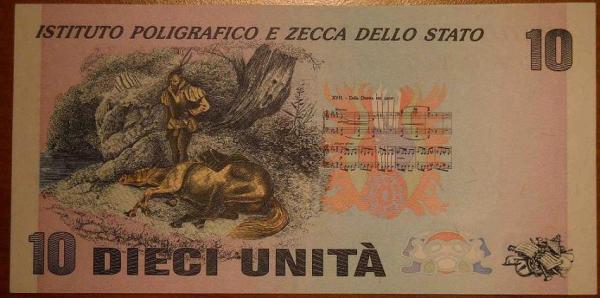 ISTITUTO POLIGRAFICO E ZECCA DELLO STATO
10
10 DIECI UNITÀ